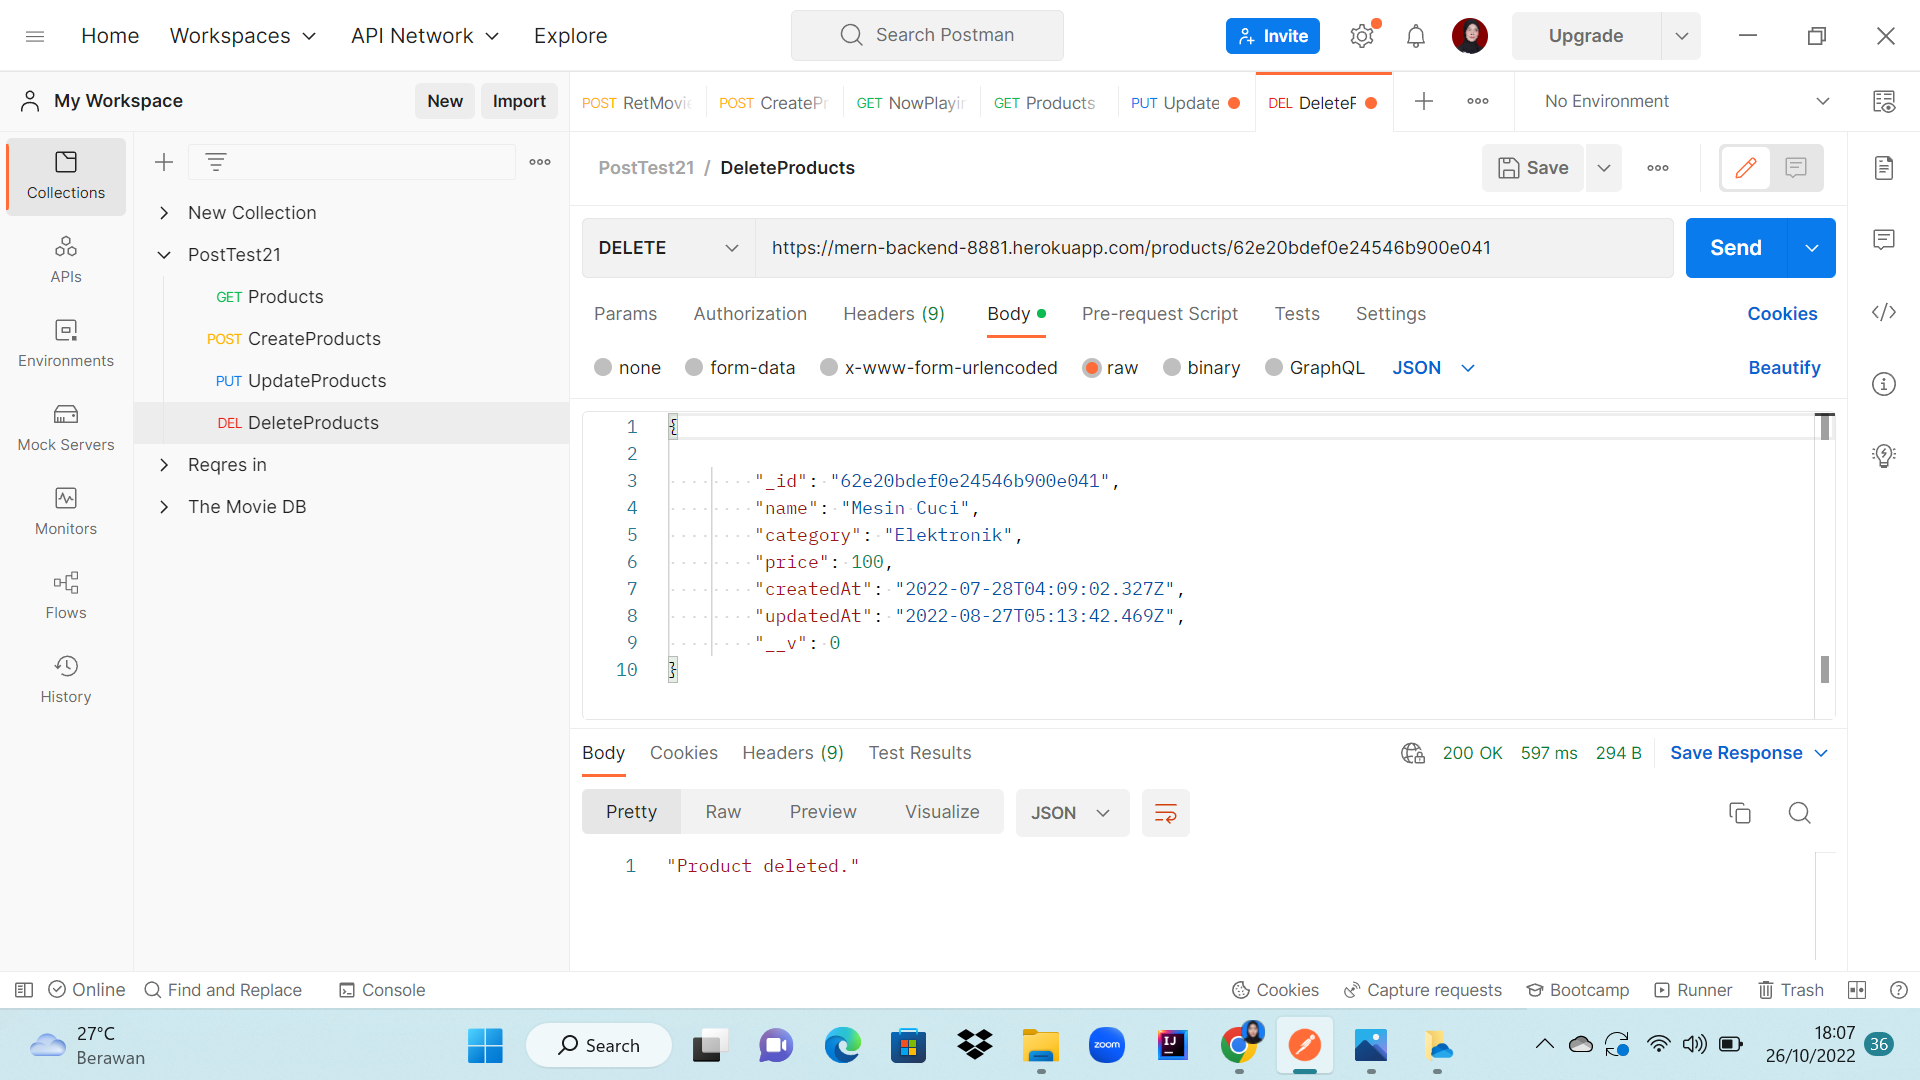 Home Workspaces API Network Explore Search Postman Invite Upgrade
My Workspace New Import
POST RetMovie POST CreatePr GET NowPlayin GET Products PUT Update DEL DeleteP No Environment
Collections
APIs
Environments
Mock Servers
Monitors
Flows
History
New Collection
PostTest21
GET Products
POST CreateProducts
PUT UpdateProducts
DEL DeleteProducts
Reqres in
The Movie DB
PostTest21 / DeleteProducts Save
DELETE https://mern-backend-8881.herokuapp.com/products/62e20bdef0e24546b900e041 Send
Params Authorization Headers (9) Body Pre-request Script Tests Settings Cookies
none form-data x-www-form-urlencoded raw binary GraphQL JSON Beautify
1 {
2
3 "_id": "62e20bdef0e24546b900e041",
4 "name": "Mesin Cuci",
5 "category": "Elektronik",
6 "price": 100,
7 "createdAt": "2022-07-28T04:09:02.327Z",
8 "updatedAt": "2022-08-27T05:13:42.469Z",
9 "__v": 0
10 }
Body Cookies Headers (9) Test Results 200 OK 597 ms 294 B Save Response
Pretty Raw Preview Visualize JSON
1 "Product deleted."
Online Find and Replace Console Cookies Capture requests Bootcamp Runner Trash
27°C
Berawan
Search
zoom
IJ
18:07
26/10/2022
36